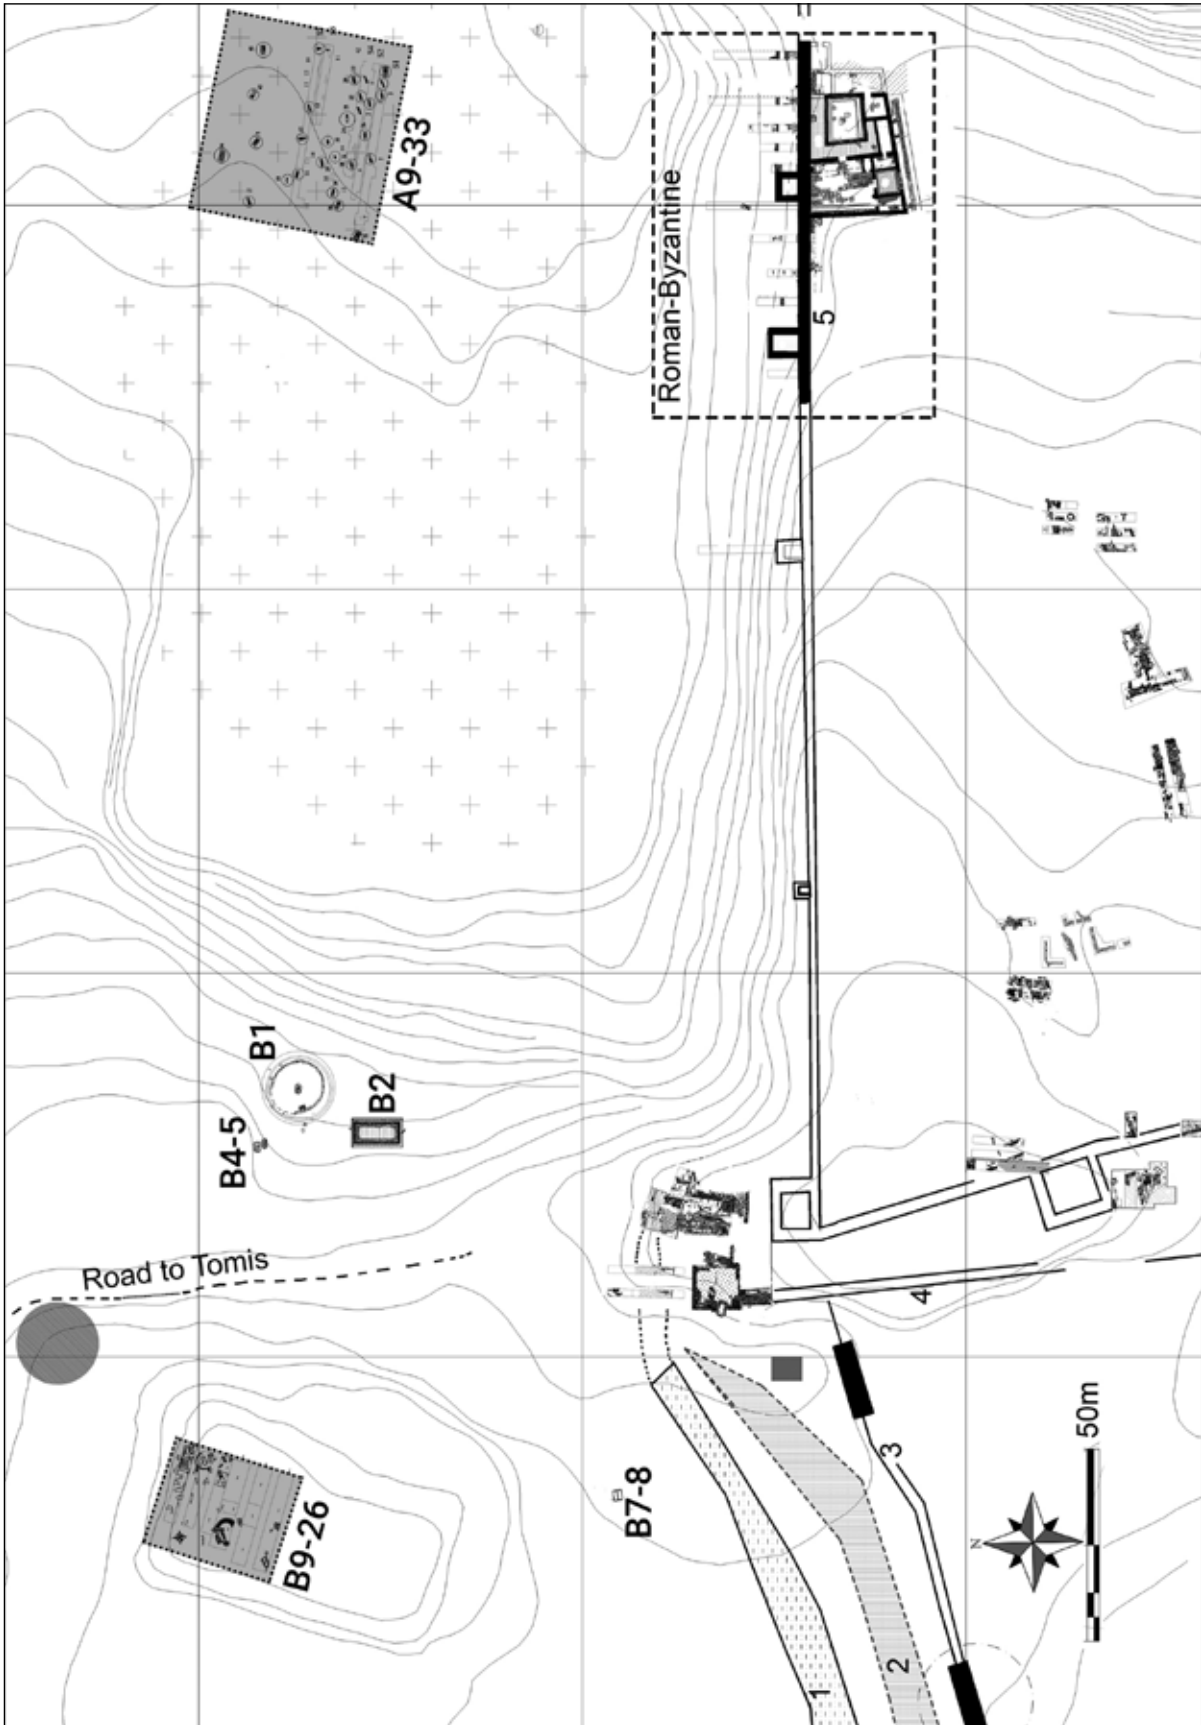 A9-33
Roman-Byzantine
5
B1
B2
B4-5
Road to Tomis
4
3
50m
B7-8
B9-26
N
1
2